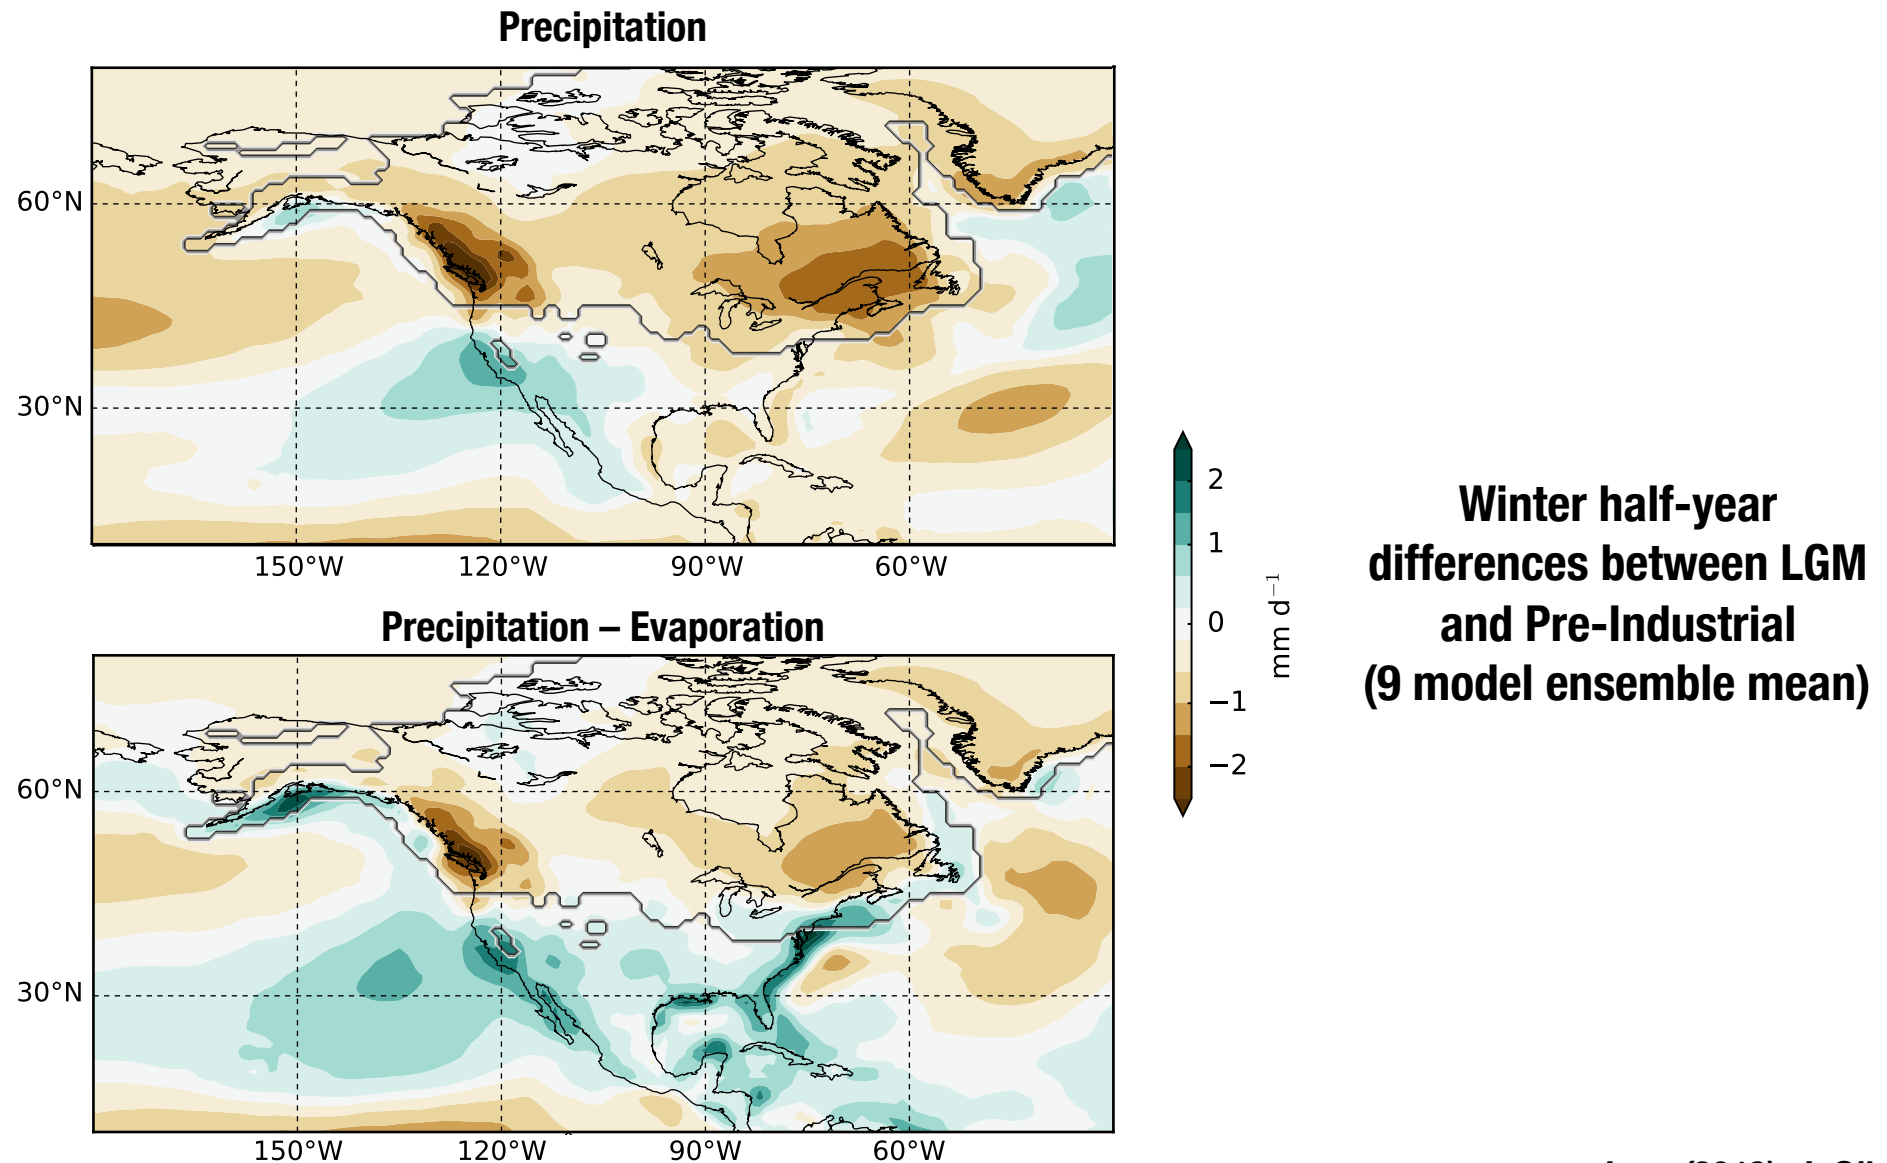 Precipitation
60°N
30°N
150°W 120°W 90°W 60°W
Precipitation – Evaporation
60°N
30°N
150°W 120°W 90°W 60°W
2
1
0
−1
−2
mm d⁻¹
Winter half-year
differences between LGM
and Pre-Industrial
(9 model ensemble mean)